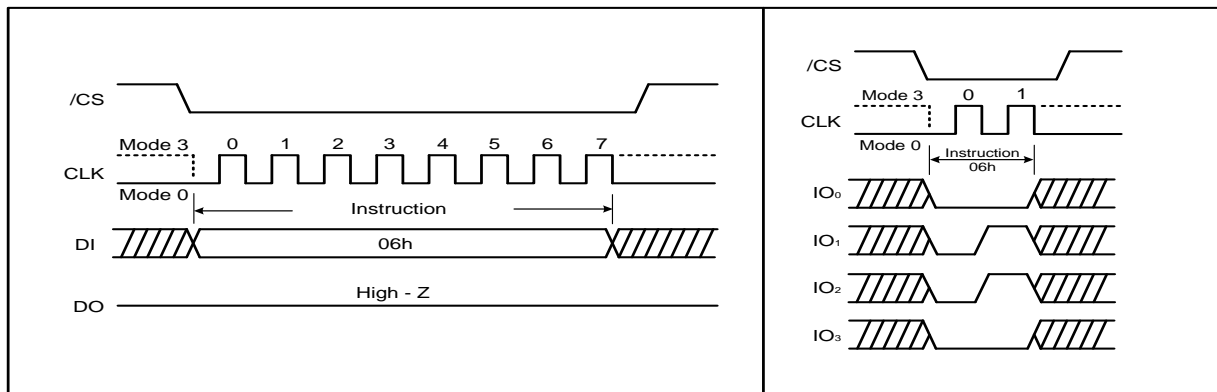 /CS
Mode 3
0 1 2 3 4 5 6 7
CLK
Mode 0
Instruction
DI
06h
High - Z
DO
/CS
Mode 3
0 1
CLK
Mode 0
Instruction
06h
IO₀
IO₁
IO₂
IO₃